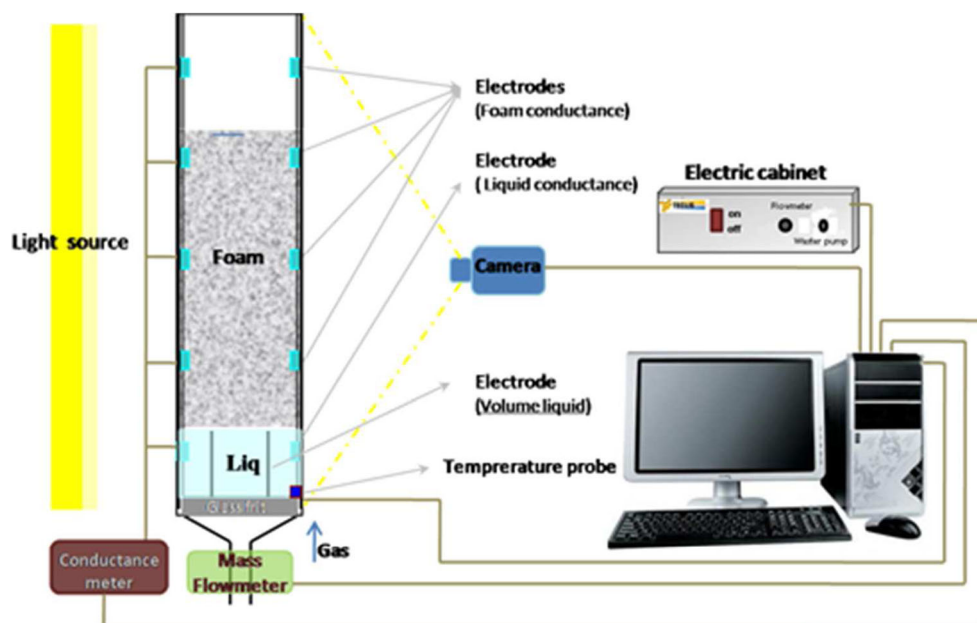 Electrodes
(Foam conductance)
Electrode
( Liquid conductance)
Electric cabinet
TECLIS
on
off
Flowmeter
Water pump
Light source
Foam
Camera
Electrode
(Volume liquid)
Liq
Temprerature probe
Glass frit
Gas
Conductance
meter
Mass
Flowmeter